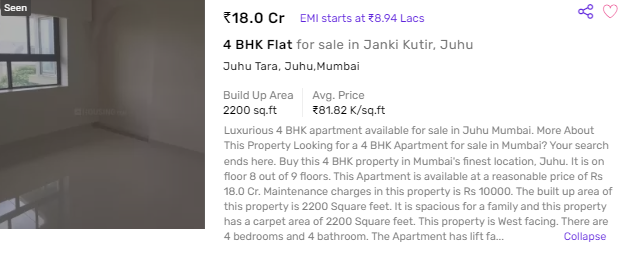 Seen
₹18.0 Cr EMI starts at ₹8.94 Lacs
4 BHK Flat for sale in Janki Kutir, Juhu
Juhu Tara, Juhu,Mumbai
Build Up Area Avg. Price
2200 sq.ft ₹81.82 K/sq.ft
Luxurious 4 BHK apartment available for sale in Juhu Mumbai. More About
This Property Looking for a 4 BHK Apartment for sale in Mumbai? Your search
ends here. Buy this 4 BHK property in Mumbai's finest location, Juhu. It is on
floor 8 out of 9 floors. This Apartment is available at a reasonable price of Rs
18.0 Cr. Maintenance charges in this property is Rs 10000. The built up area of
this property is 2200 Square feet. It is spacious for a family and this property
has a carpet area of 2200 Square feet. This property is West facing. There are
4 bedrooms and 4 bathroom. The Apartment has lift fa... Collapse